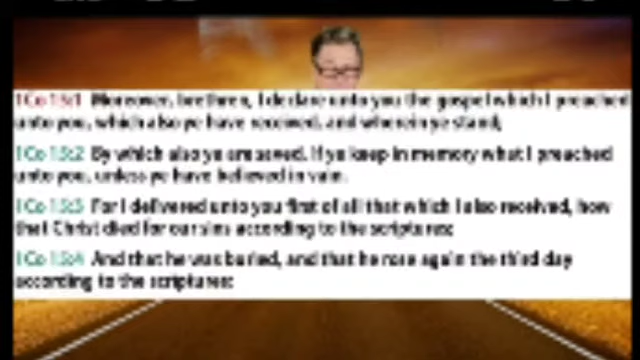 1Co 15:1 Moreover, brethren, I declare unto you the gospel which I preached
unto you, which also ye have received, and wherein ye stand;
1Co 15:2 By which also ye are saved, if ye keep in memory what I preached
unto you, unless ye have believed in vain.
1Co 15:3 For I delivered unto you first of all that which I also received, how
that Christ died for our sins according to the scriptures;
1Co 15:4 And that he was buried, and that he rose again the third day
according to the scriptures: